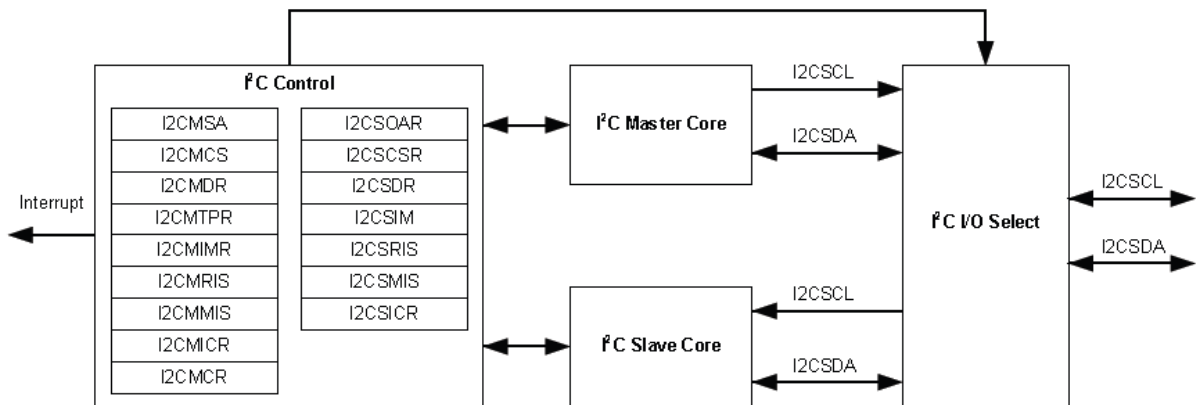 I²C Control
I2CMSA
I2CMCS
I2CMDR
I2CMTPR
I2CMIMR
I2CMRIS
I2CMMIS
I2CMICR
I2CMCR
I2CSOAR
I2CSCSR
I2CSDR
I2CSIM
I2CSRIS
I2CSMIS
I2CSICR
Interrupt
I²C Master Core
I2CSCL
I2CSDA
I²C Slave Core
I2CSCL
I2CSDA
I²C I/O Select
I2CSCL
I2CSDA